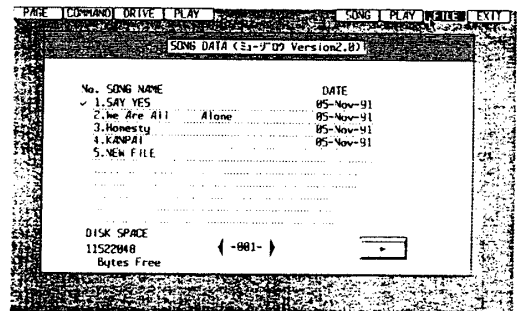 PAGE COMMAND DRIVE PLAY SONG PLAY FILE EXIT
SONG DATA (ミュージ郎 Version2.0)
No. SONG NAME DATE
✓ 1.SAY YES 05-Nov-91
2.We Are All Alone 05-Nov-91
3.Honesty 05-Nov-91
4.KANPAI 05-Nov-91
5.NEW FILE
DISK SPACE
11522048 -001-
Bytes Free